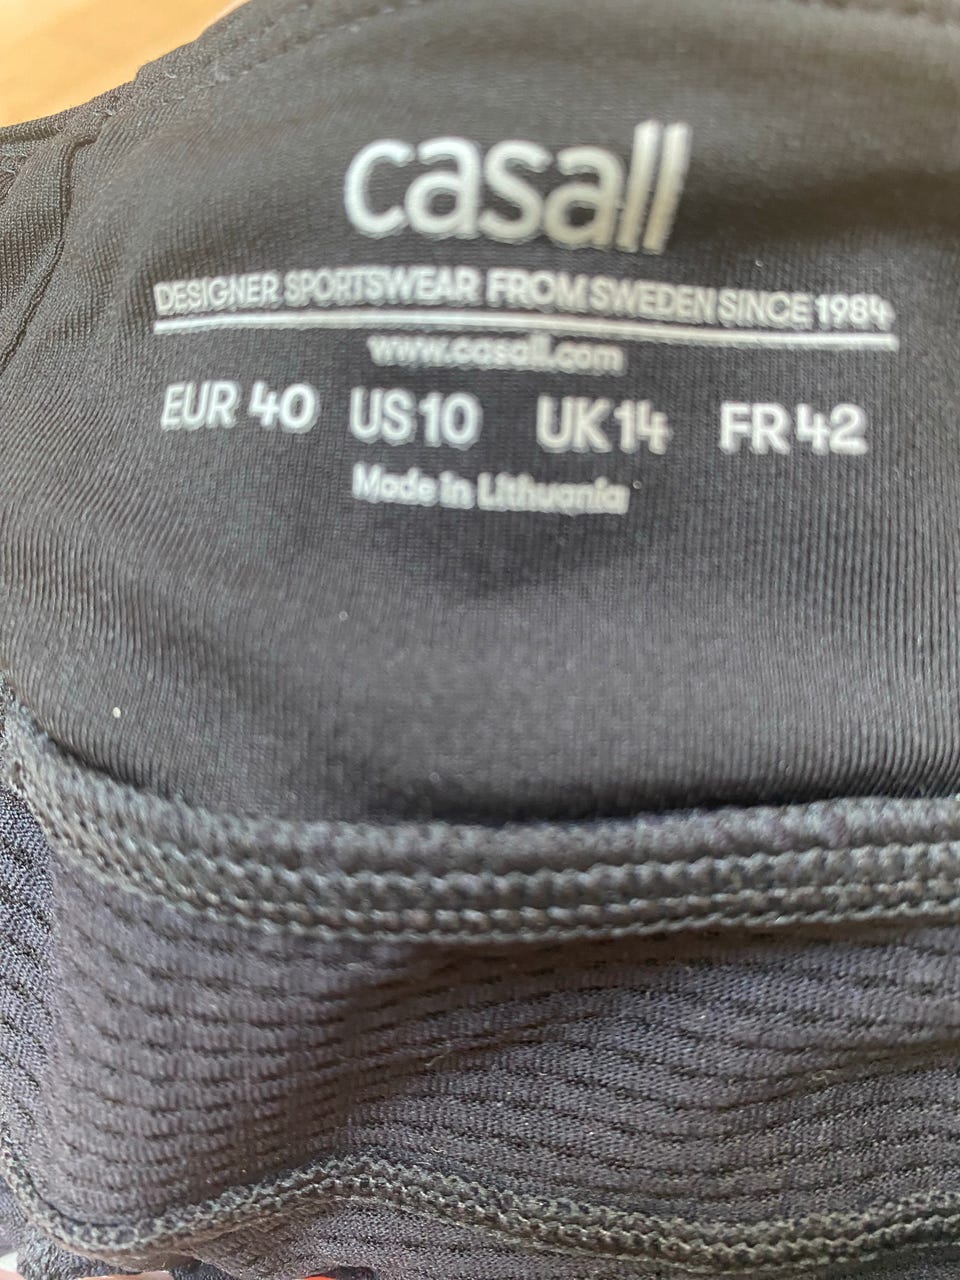 casall
DESIGNER SPORTSWEAR FROM SWEDEN SINCE 1984
www.casall.com
EUR 40 US 10 UK 14 FR 42
Made in Lithuania